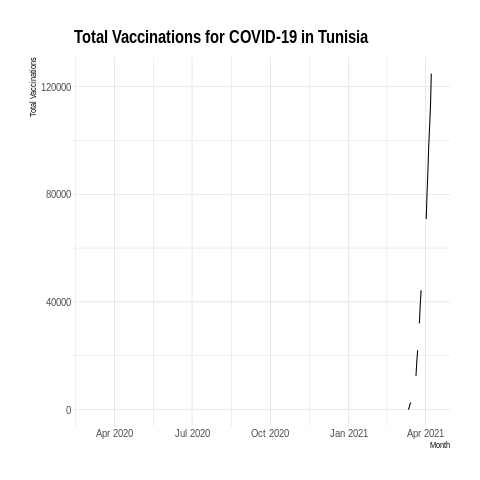 Total Vaccinations for COVID-19 in Tunisia
Total Vaccinations
120000
80000
40000
0
Apr 2020 Jul 2020 Oct 2020 Jan 2021 Apr 2021
Month